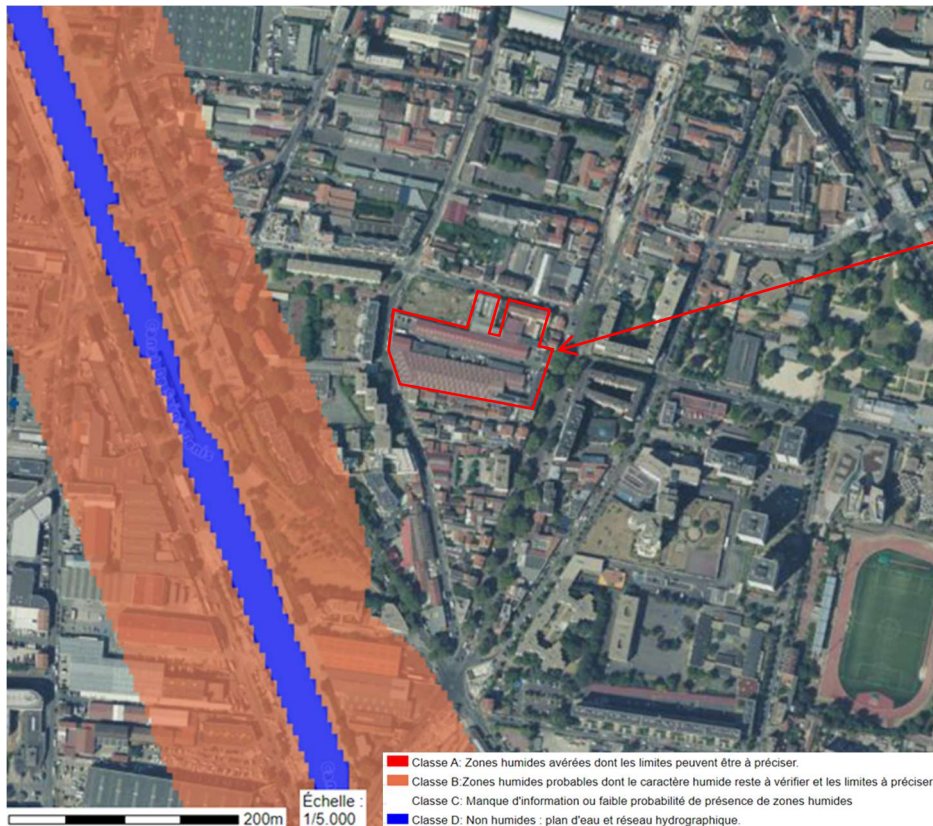 Classe A: Zones humides avérées dont les limites peuvent être à préciser.
Classe B:Zones humides probables dont le caractère humide reste à vérifier et les limites à préciser
Classe C: Manque d'information ou faible probabilité de présence de zones humides
Classe D: Non humides : plan d'eau et réseau hydrographique.
Échelle :
1/5.000
200m